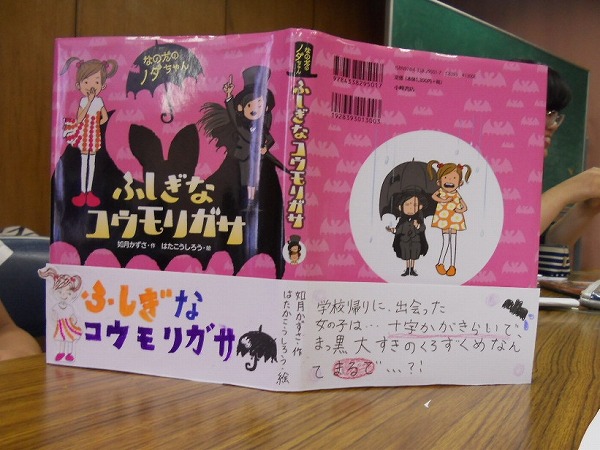 なのだの
ノダちゃん
ふしぎな
コウモリガサ
如月かずさ・作 はたこうしろう・絵
なのだのノダちゃん
ふしぎなコウモリガサ
9784338295017
1928393013003
小峰書店
ふしぎな
コウモリガサ
如月かずさ・作
はたこうしろう絵
学校帰りに、出会った
女の子は…十字かがきらいで、
まっ黒大すきのくろずくめなん
てまるで…?!